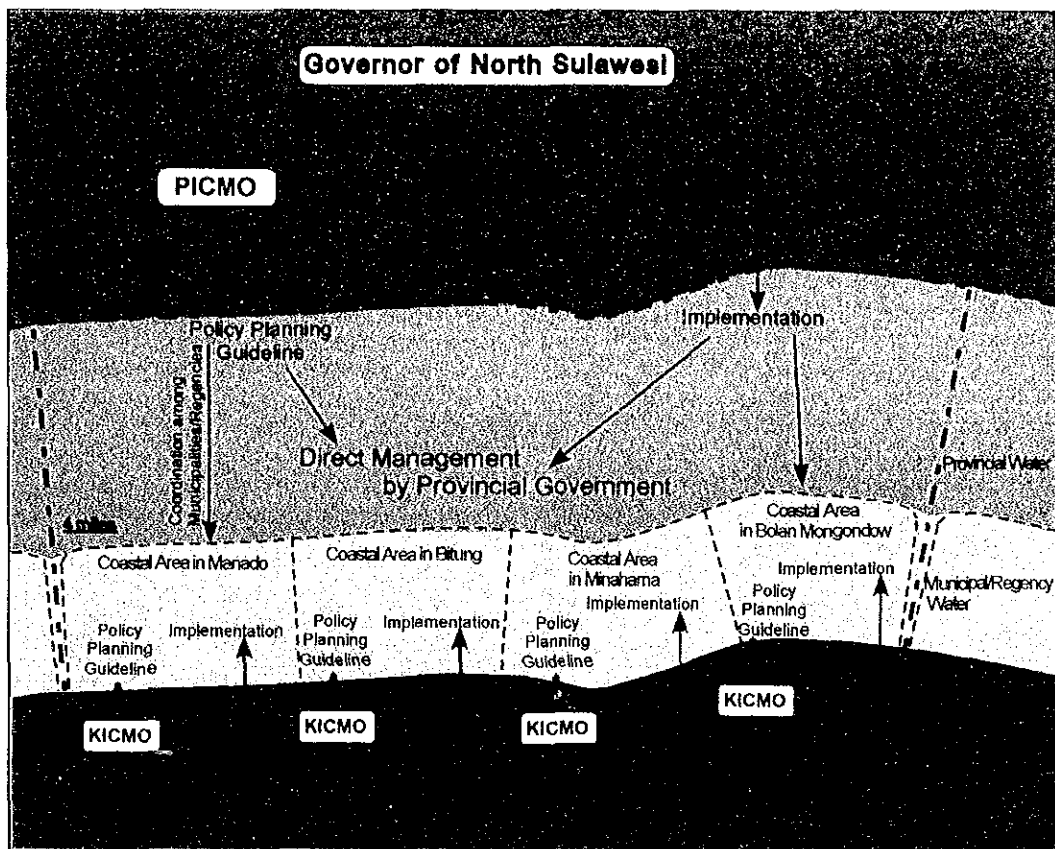 Governor of North Sulawesi
PICMO
Policy Planning
Guideline
Implementation
Coordination among
Municipalities/Regencies
Direct Management
by Provincial Government
Provincial Water
4 miles
Coastal Area in Manado
Coastal Area in Bitung
Coastal Area
in Minahama
Coastal Area
in Bolan Mongondow
Municipal/Regency
Water
Policy
Planning
Guideline
Implementation
Policy
Planning
Guideline
Implementation
Policy
Planning
Guideline
Implementation
Policy
Planning
Guideline
Implementation
KICMO
KICMO
KICMO
KICMO